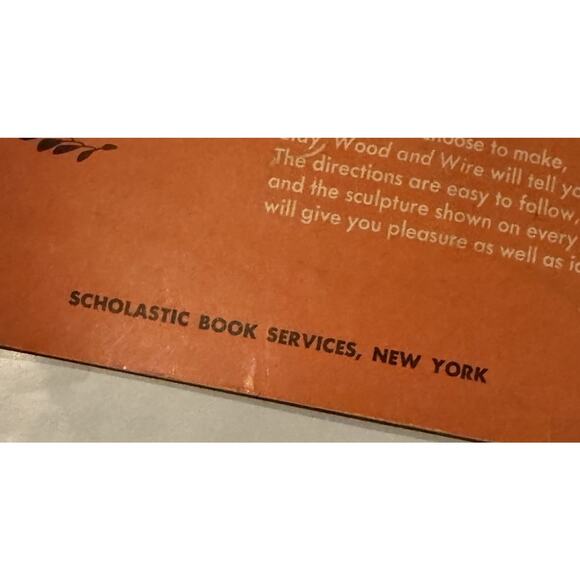 choose to make,
Clay, Wood and Wire will tell yo
The directions are easy to follow,
and the sculpture shown on every
will give you pleasure as well as id
SCHOLASTIC BOOK SERVICES, NEW YORK